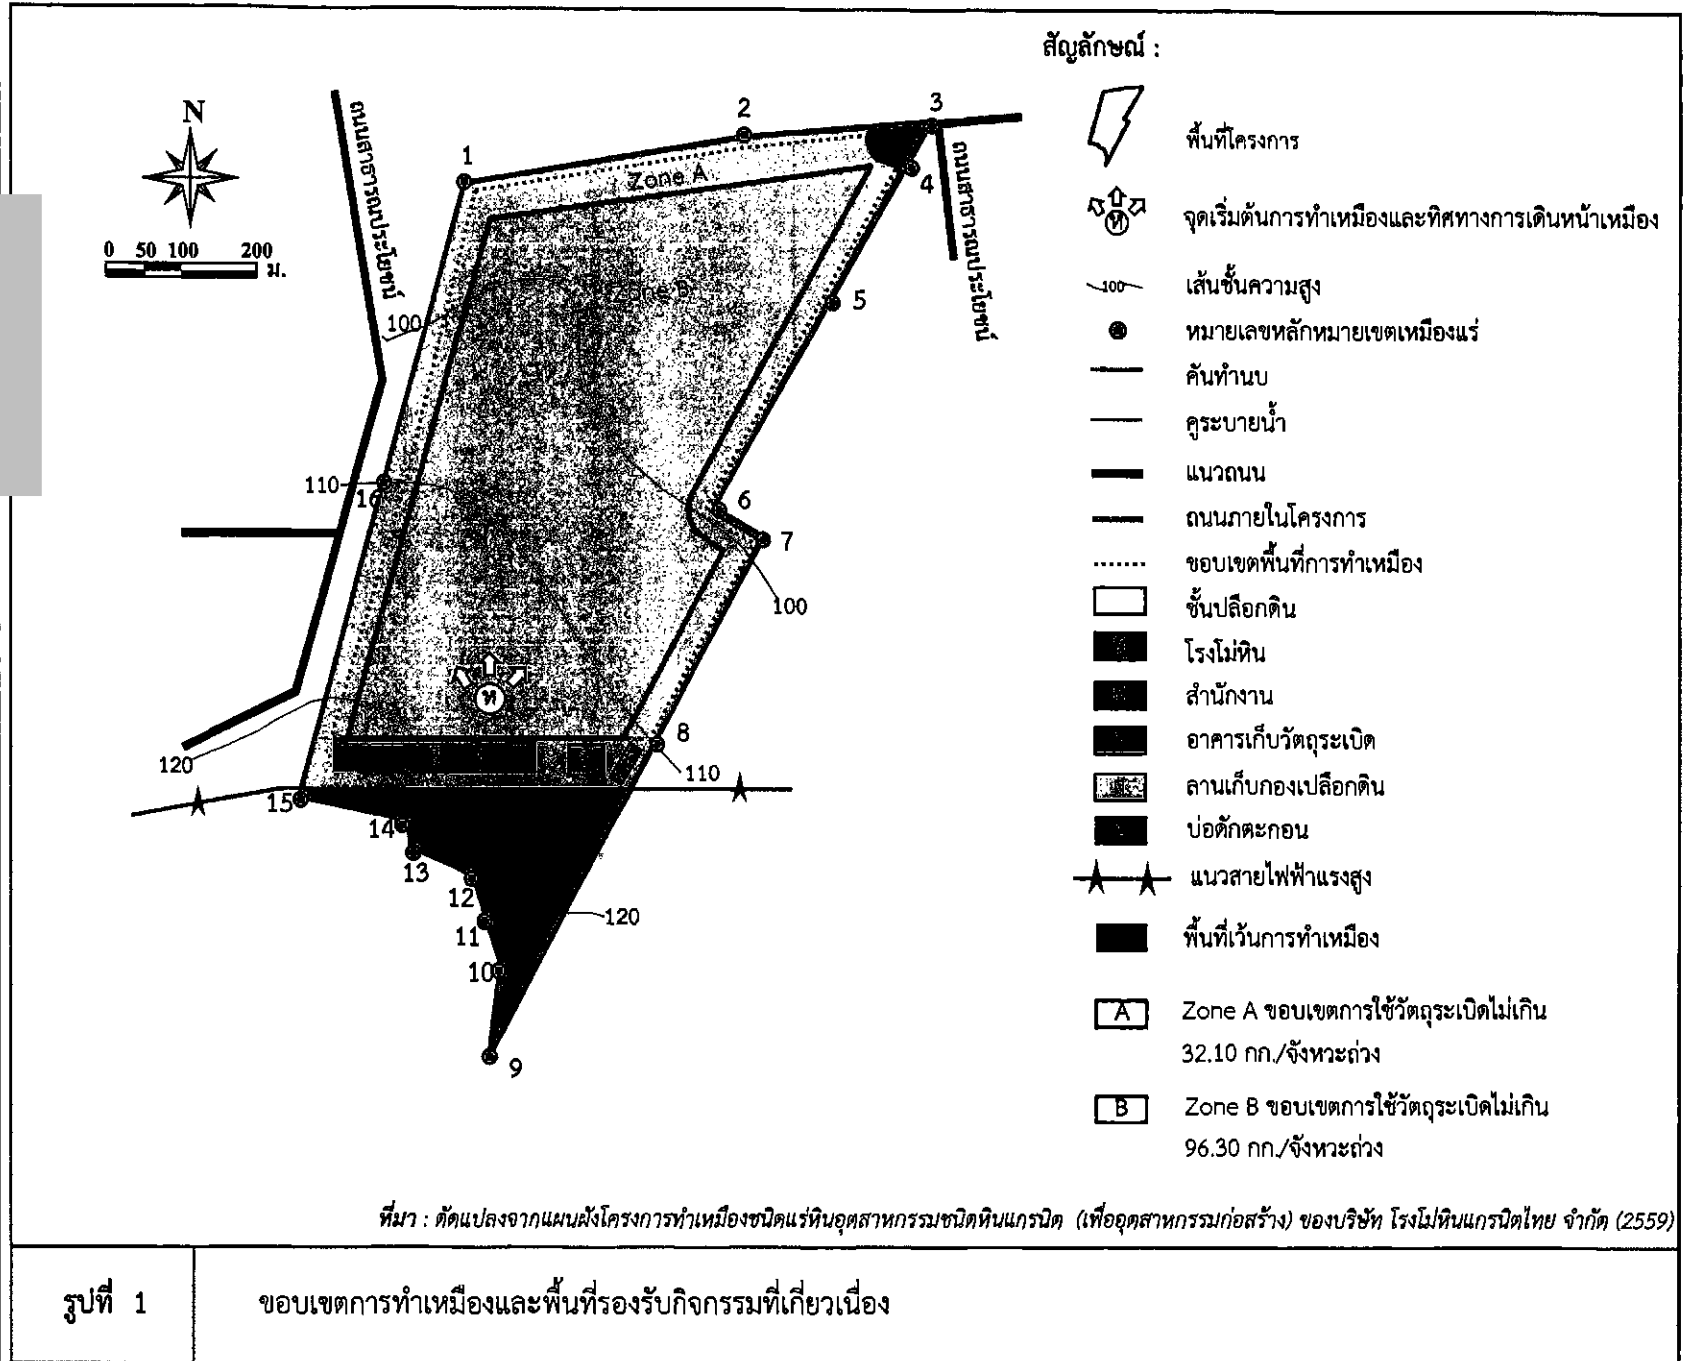 สัญลักษณ์ :
พื้นที่โครงการ
ท
จุดเริ่มต้นการทำเหมืองและทิศทางการเดินหน้าเหมือง
100
เส้นชั้นความสูง
หมายเลขหลักหมายเขตเหมืองแร่
คันทำนบ
คูระบายน้ำ
แนวถนน
ถนนภายในโครงการ
ขอบเขตพื้นที่การทำเหมือง
ชั้นเปลือกดิน
โรงโม่หิน
สำนักงาน
อาคารเก็บวัตถุระเบิด
ลานเก็บกองเปลือกดิน
บ่อดักตะกอน
แนวสายไฟฟ้าแรงสูง
พื้นที่เว้นการทำเหมือง
A Zone A ขอบเขตการใช้วัตถุระเบิดไม่เกิน
32.10 กก./จังหวะถ่วง
B Zone B ขอบเขตการใช้วัตถุระเบิดไม่เกิน
96.30 กก./จังหวะถ่วง
N
0 50 100 200
ม.
ถนนสาธารณประโยชน์
ถนนสาธารณประโยชน์
1
2
3
4
Zone A
Zone B
5
100
110
16
6
7
100
ท
8
110
120
15
14
13
12
11
120
10
9
ที่มา : ดัดแปลงจากแผนผังโครงการทำเหมืองชนิดแร่หินอุตสาหกรรมชนิดหินแกรนิต (เพื่ออุตสาหกรรมก่อสร้าง) ของบริษัท โรงโม่หินแกรนิตไทย จำกัด (2559)
รูปที่ 1
ขอบเขตการทำเหมืองและพื้นที่รองรับกิจกรรมที่เกี่ยวเนื่อง